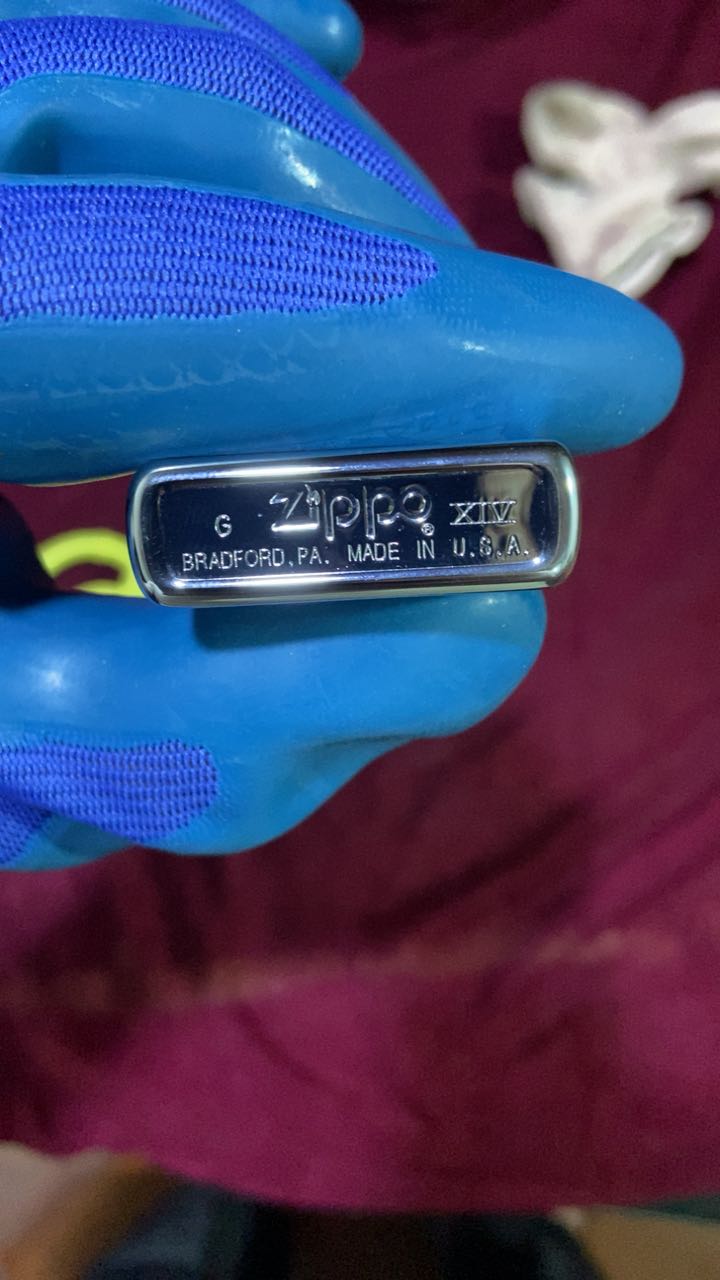 G Zippo® XIV
BRADFORD, PA. MADE IN U.S.A.